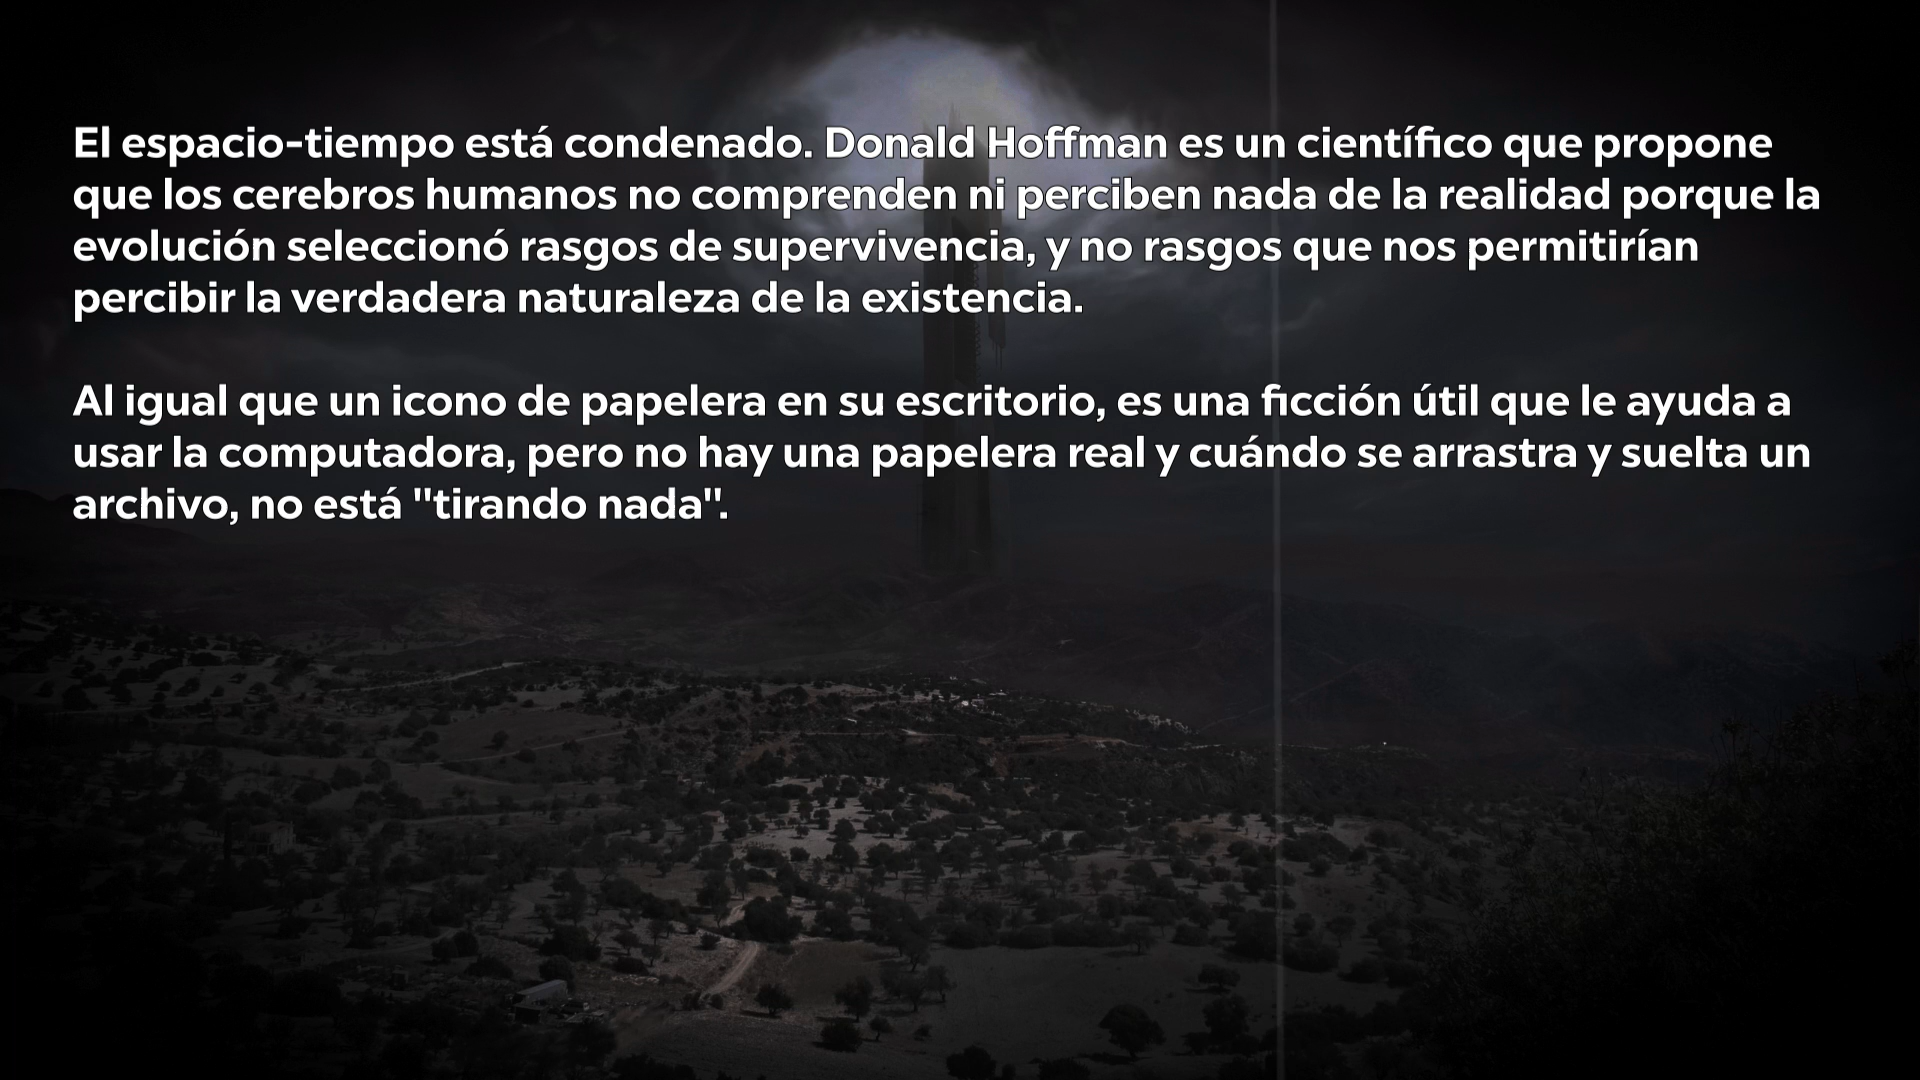 El espacio-tiempo está condenado. Donald Hoffman es un científico que propone
que los cerebros humanos no comprenden ni perciben nada de la realidad porque la
evolución seleccionó rasgos de supervivencia, y no rasgos que nos permitirían
percibir la verdadera naturaleza de la existencia.
Al igual que un icono de papelera en su escritorio, es una ficción útil que le ayuda a
usar la computadora, pero no hay una papelera real y cuándo se arrastra y suelta un
archivo, no está "tirando nada".